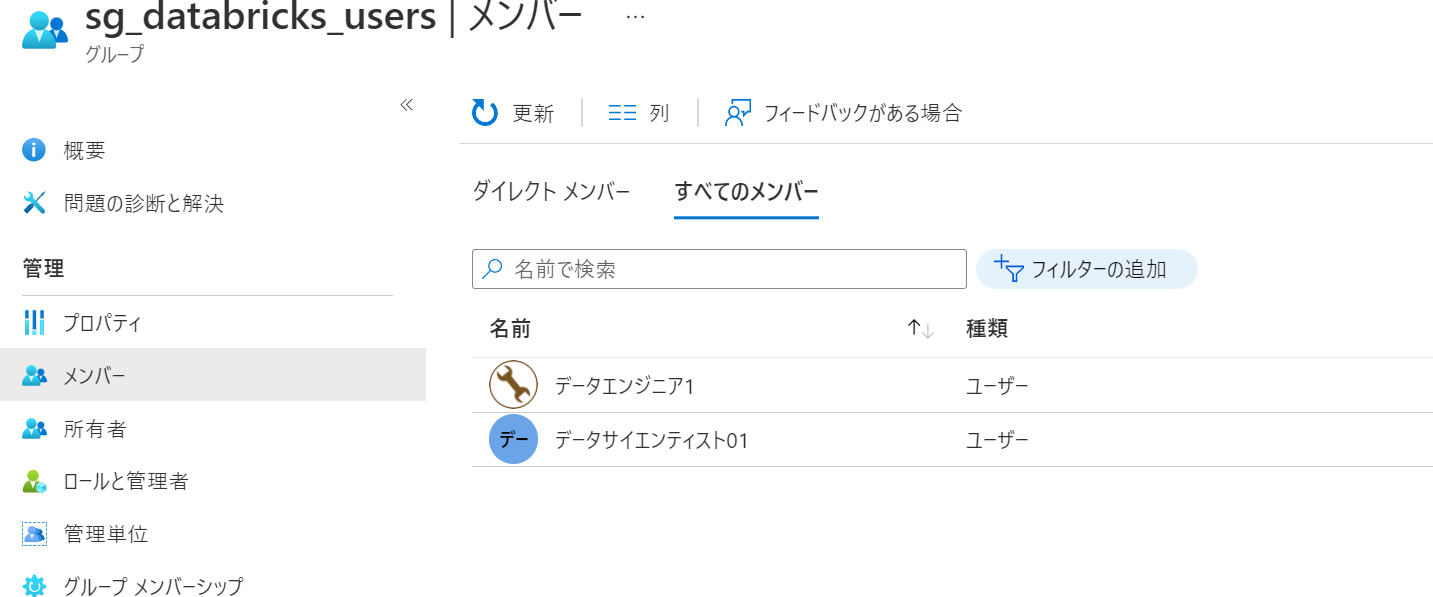 sg_databricks_users | メンバー ...
グループ
«
更新 列 フィードバックがある場合
概要
問題の診断と解決
管理
プロパティ
メンバー
所有者
ロールと管理者
管理単位
グループ メンバーシップ
ダイレクト メンバー すべてのメンバー
名前で検索 フィルターの追加
名前 ↑↓ 種類
データエンジニア1 ユーザー
デー データサイエンティスト01 ユーザー